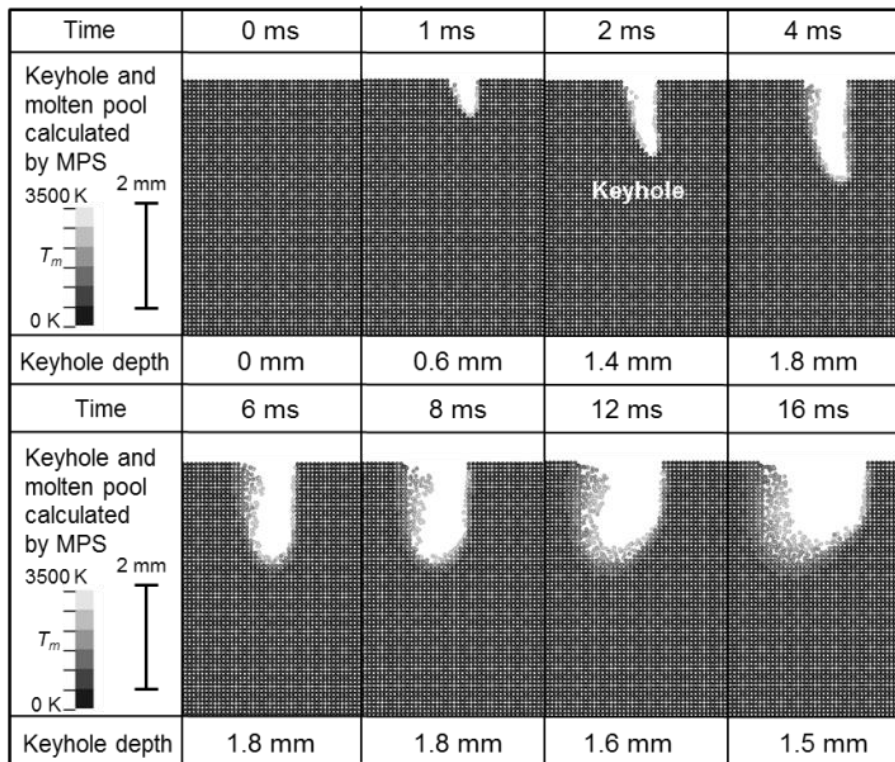 Time 0 ms 1 ms 2 ms 4 ms
Keyhole and
molten pool
calculated
by MPS
3500 K 2 mm
Tm
0 K
Keyhole
Keyhole depth 0 mm 0.6 mm 1.4 mm 1.8 mm
Time 6 ms 8 ms 12 ms 16 ms
Keyhole and
molten pool
calculated
by MPS
3500 K 2 mm
Tm
0 K
Keyhole depth 1.8 mm 1.8 mm 1.6 mm 1.5 mm